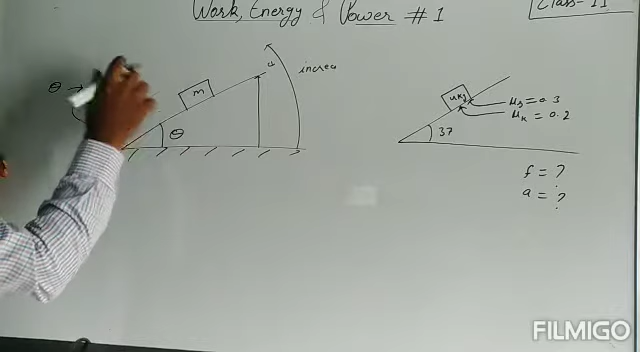 Work, Energy & Power # 1
Class-11
θ →
m
θ
increa
4kg
μs = 0.3
μk = 0.2
37
f = ?
a = ?
FILMIGO